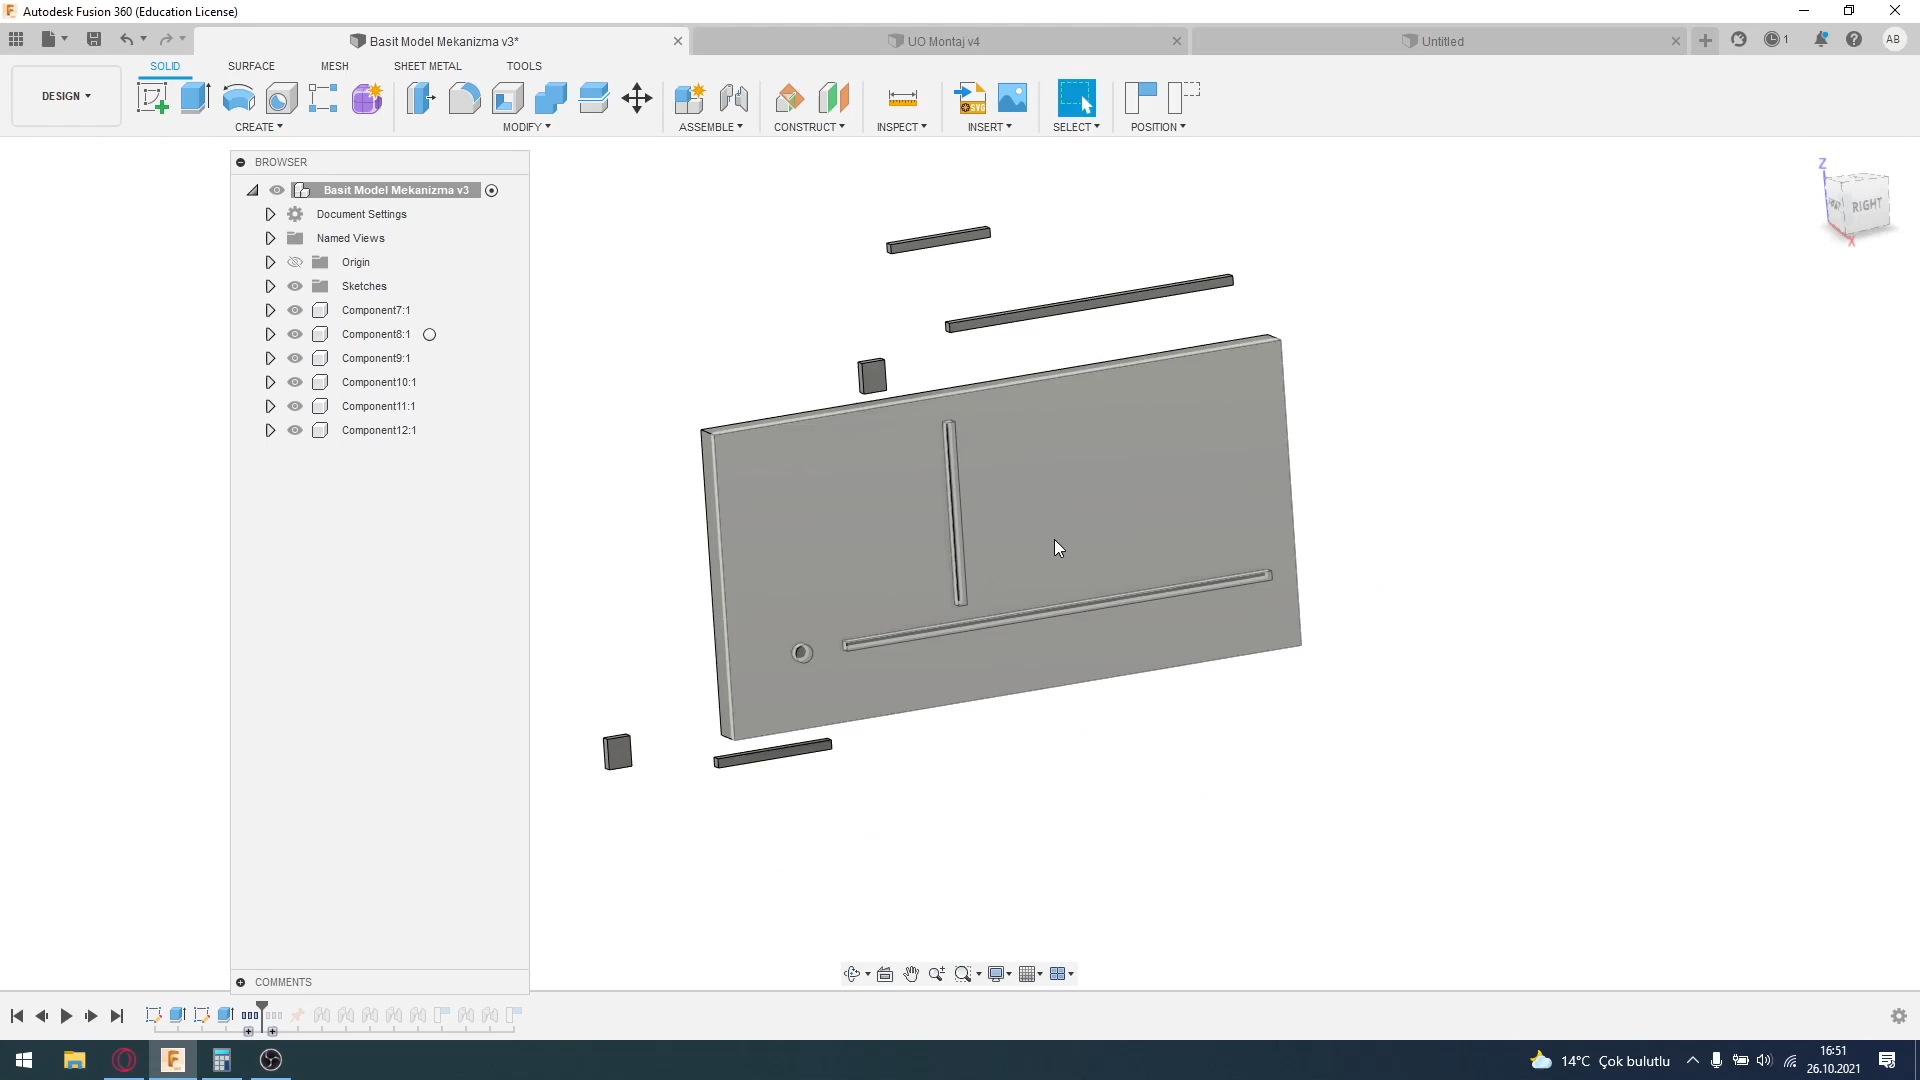 Autodesk Fusion 360 (Education License)
Basit Model Mekanizma v3*
UO Montaj v4
Untitled
1
AB
SOLID
SURFACE
MESH
SHEET METAL
TOOLS
DESIGN
CREATE
MODIFY
ASSEMBLE
CONSTRUCT
INSPECT
INSERT
SELECT
POSITION
SVG
BROWSER
Basit Model Mekanizma v3
Document Settings
Named Views
Origin
Sketches
Component7:1
Component8:1
Component9:1
Component10:1
Component11:1
Component12:1
Z
RIGHT
X
COMMENTS
14°C Çok bulutlu
16:51
26.10.2021